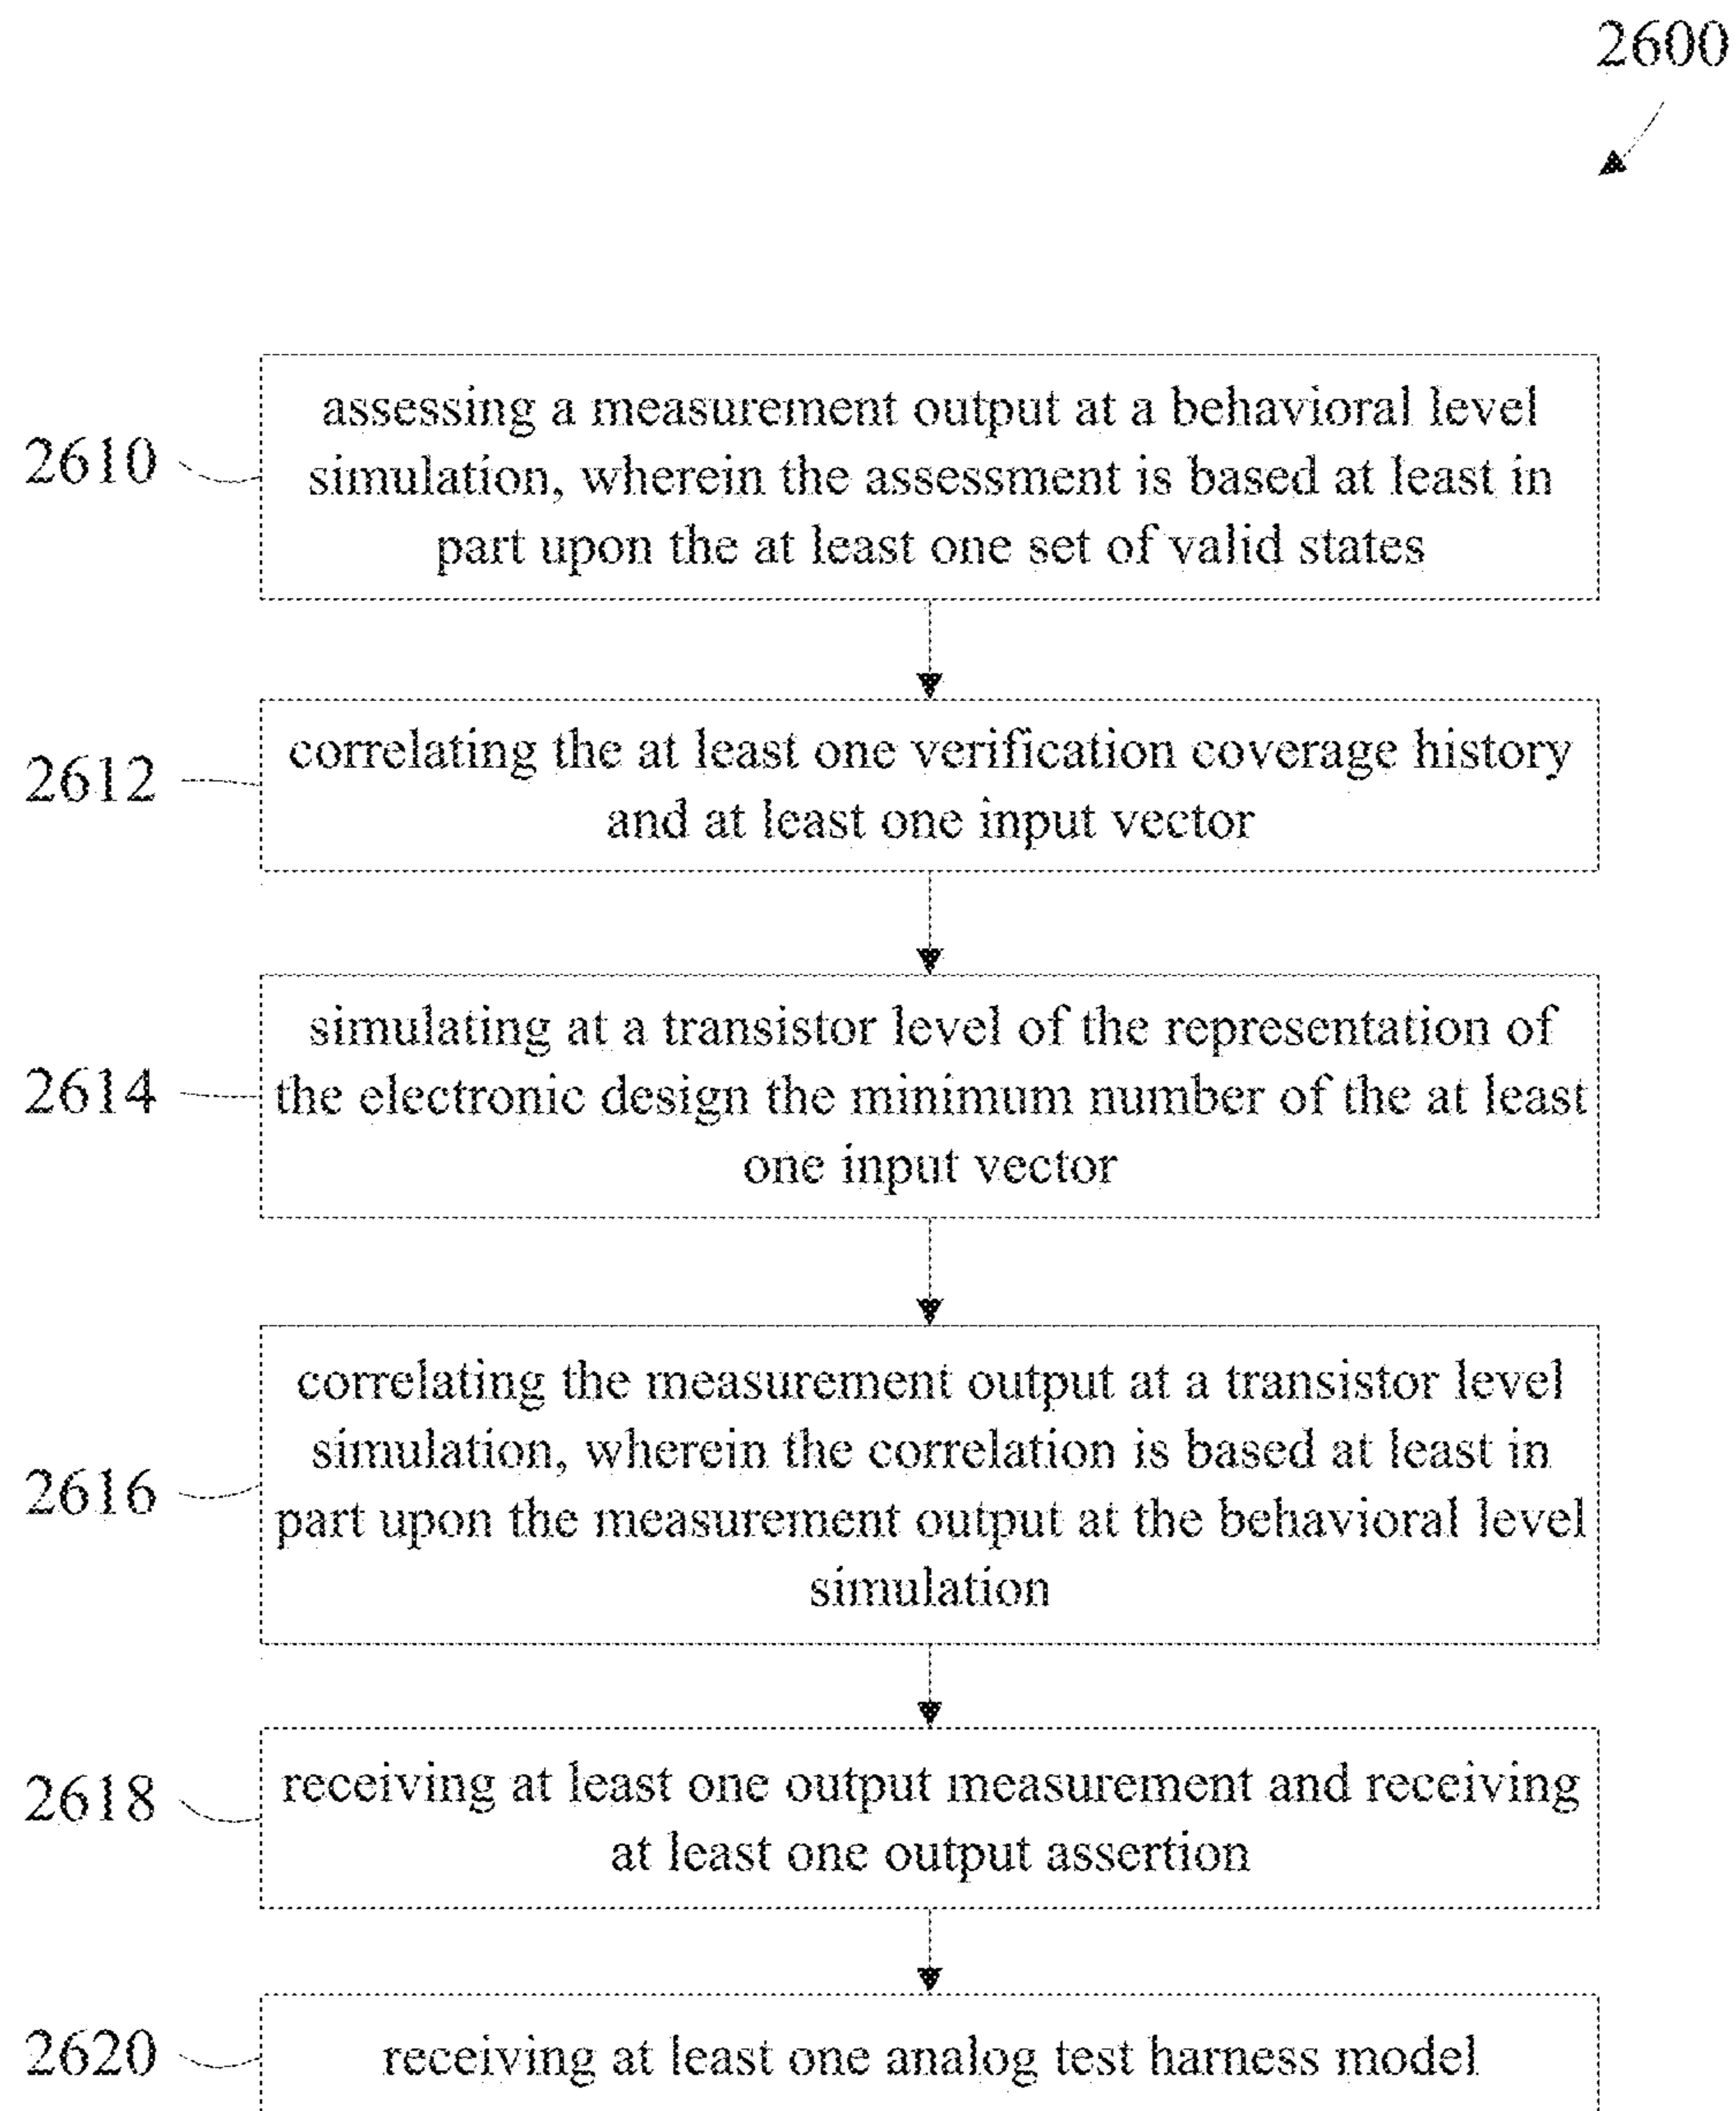 2600
2610
assessing a measurement output at a behavioral level
simulation, wherein the assessment is based at least in
part upon the at least one set of valid states
2612
correlating the at least one verification coverage history
and at least one input vector
2614
simulating at a transistor level of the representation of
the electronic design the minimum number of the at least
one input vector
2616
correlating the measurement output at a transistor level
simulation, wherein the correlation is based at least in
part upon the measurement output at the behavioral level
simulation
2618
receiving at least one output measurement and receiving
at least one output assertion
2620
receiving at least one analog test harness model